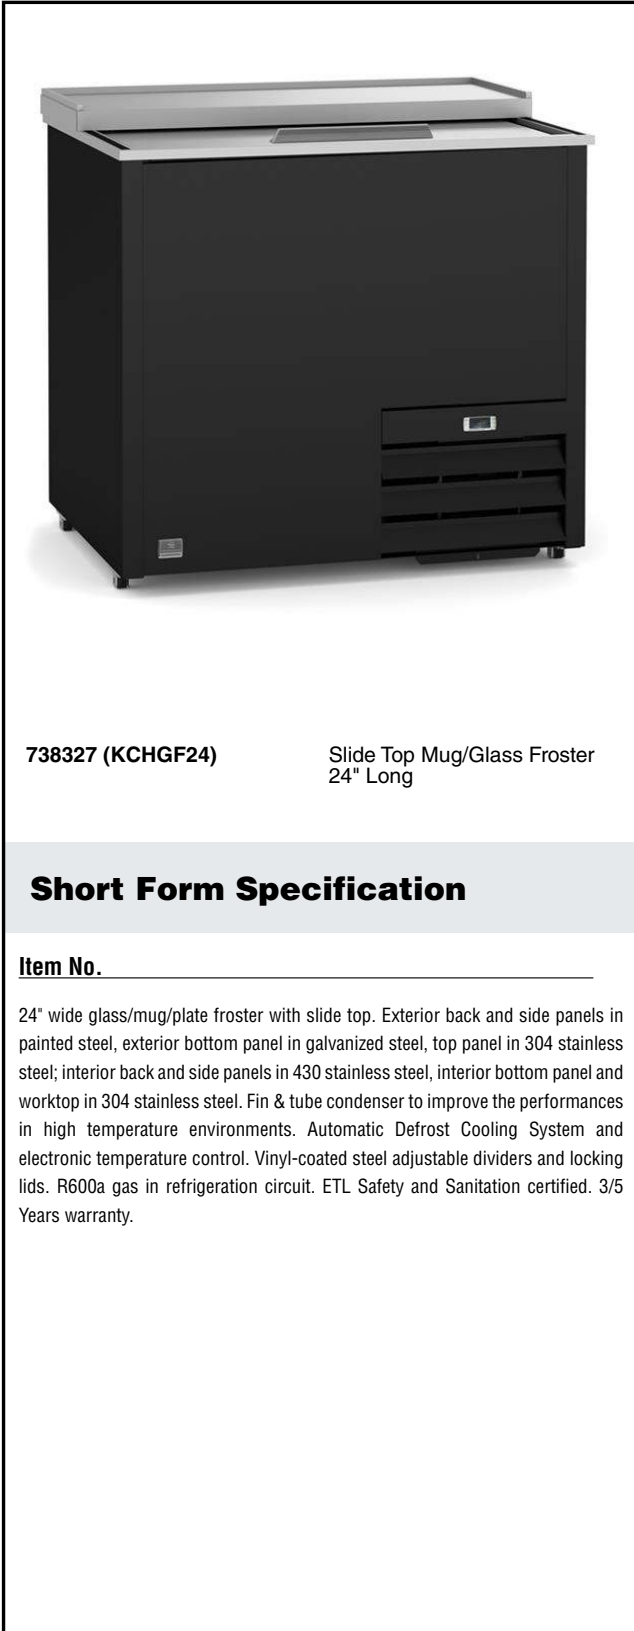 738327 (KCHGF24)
Slide Top Mug/Glass Froster
24" Long
Short Form Specification
Item No.
24" wide glass/mug/plate froster with slide top. Exterior back and side panels in
painted steel, exterior bottom panel in galvanized steel, top panel in 304 stainless
steel; interior back and side panels in 430 stainless steel, interior bottom panel and
worktop in 304 stainless steel. Fin & tube condenser to improve the performances
in high temperature environments. Automatic Defrost Cooling System and
electronic temperature control. Vinyl-coated steel adjustable dividers and locking
lids. R600a gas in refrigeration circuit. ETL Safety and Sanitation certified. 3/5
Years warranty.